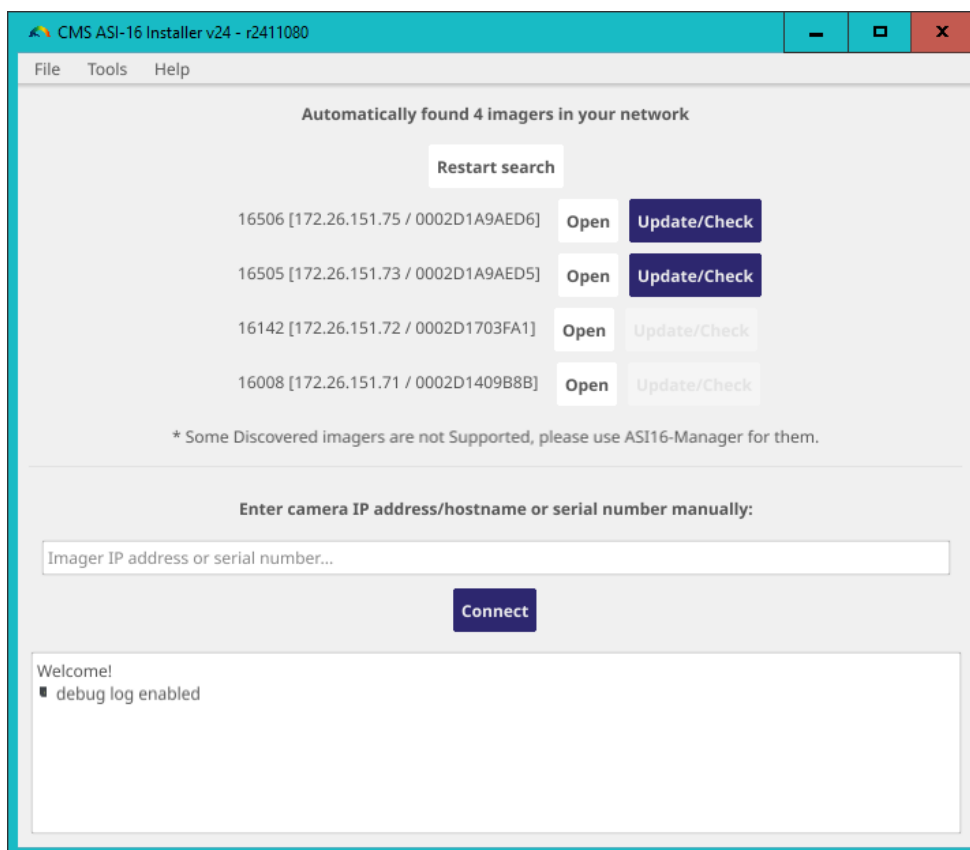 CMS ASI-16 Installer v24 - r2411080
File Tools Help
Automatically found 4 imagers in your network
Restart search
16506 [172.26.151.75 / 0002D1A9AED6] Open Update/Check
16505 [172.26.151.73 / 0002D1A9AED5] Open Update/Check
16142 [172.26.151.72 / 0002D1703FA1] Open Update/Check
16008 [172.26.151.71 / 0002D1409B8B] Open Update/Check
* Some Discovered imagers are not Supported, please use ASI16-Manager for them.
Enter camera IP address/hostname or serial number manually:
Imager IP address or serial number...
Connect
Welcome!
debug log enabled